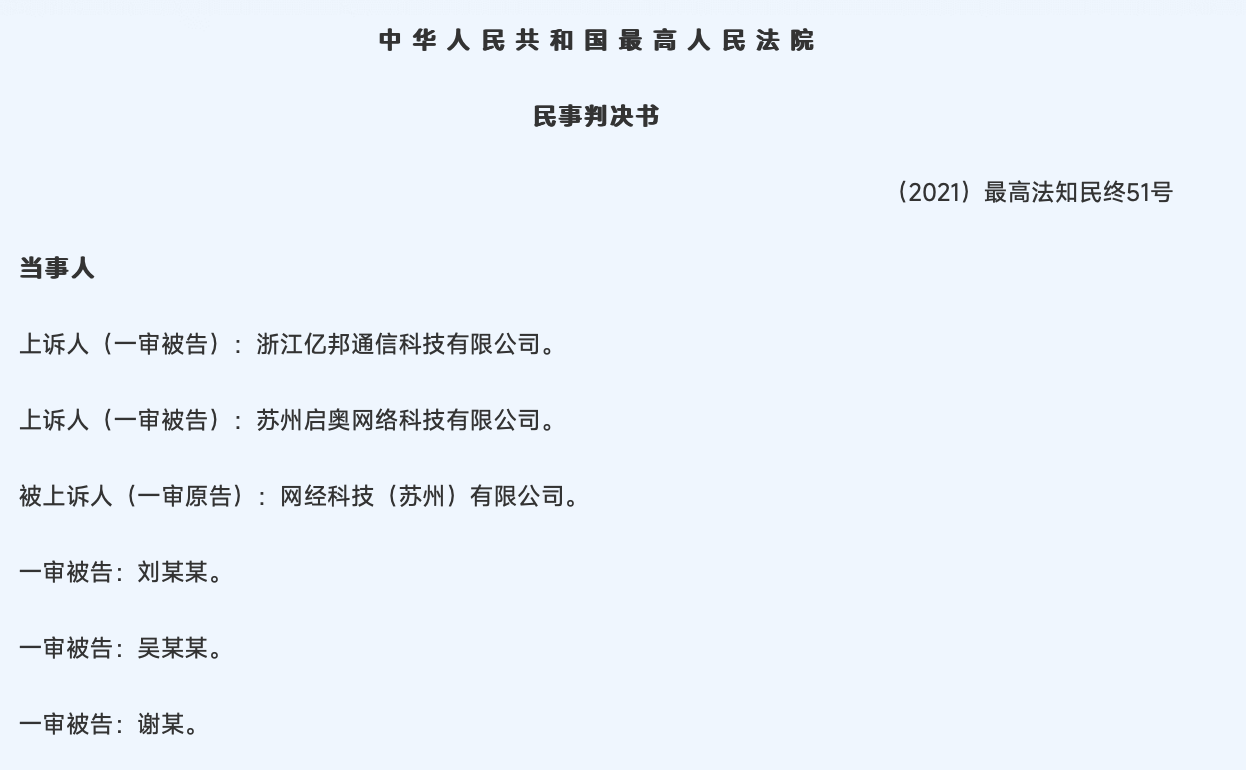 中华人民共和国最高人民法院
民事判决书
（2021）最高法知民终51号
当事人
上诉人（一审被告）：浙江亿邦通信科技有限公司。
上诉人（一审被告）：苏州启奥网络科技有限公司。
被上诉人（一审原告）：网经科技（苏州）有限公司。
一审被告：刘某某。
一审被告：吴某某。
一审被告：谢某。